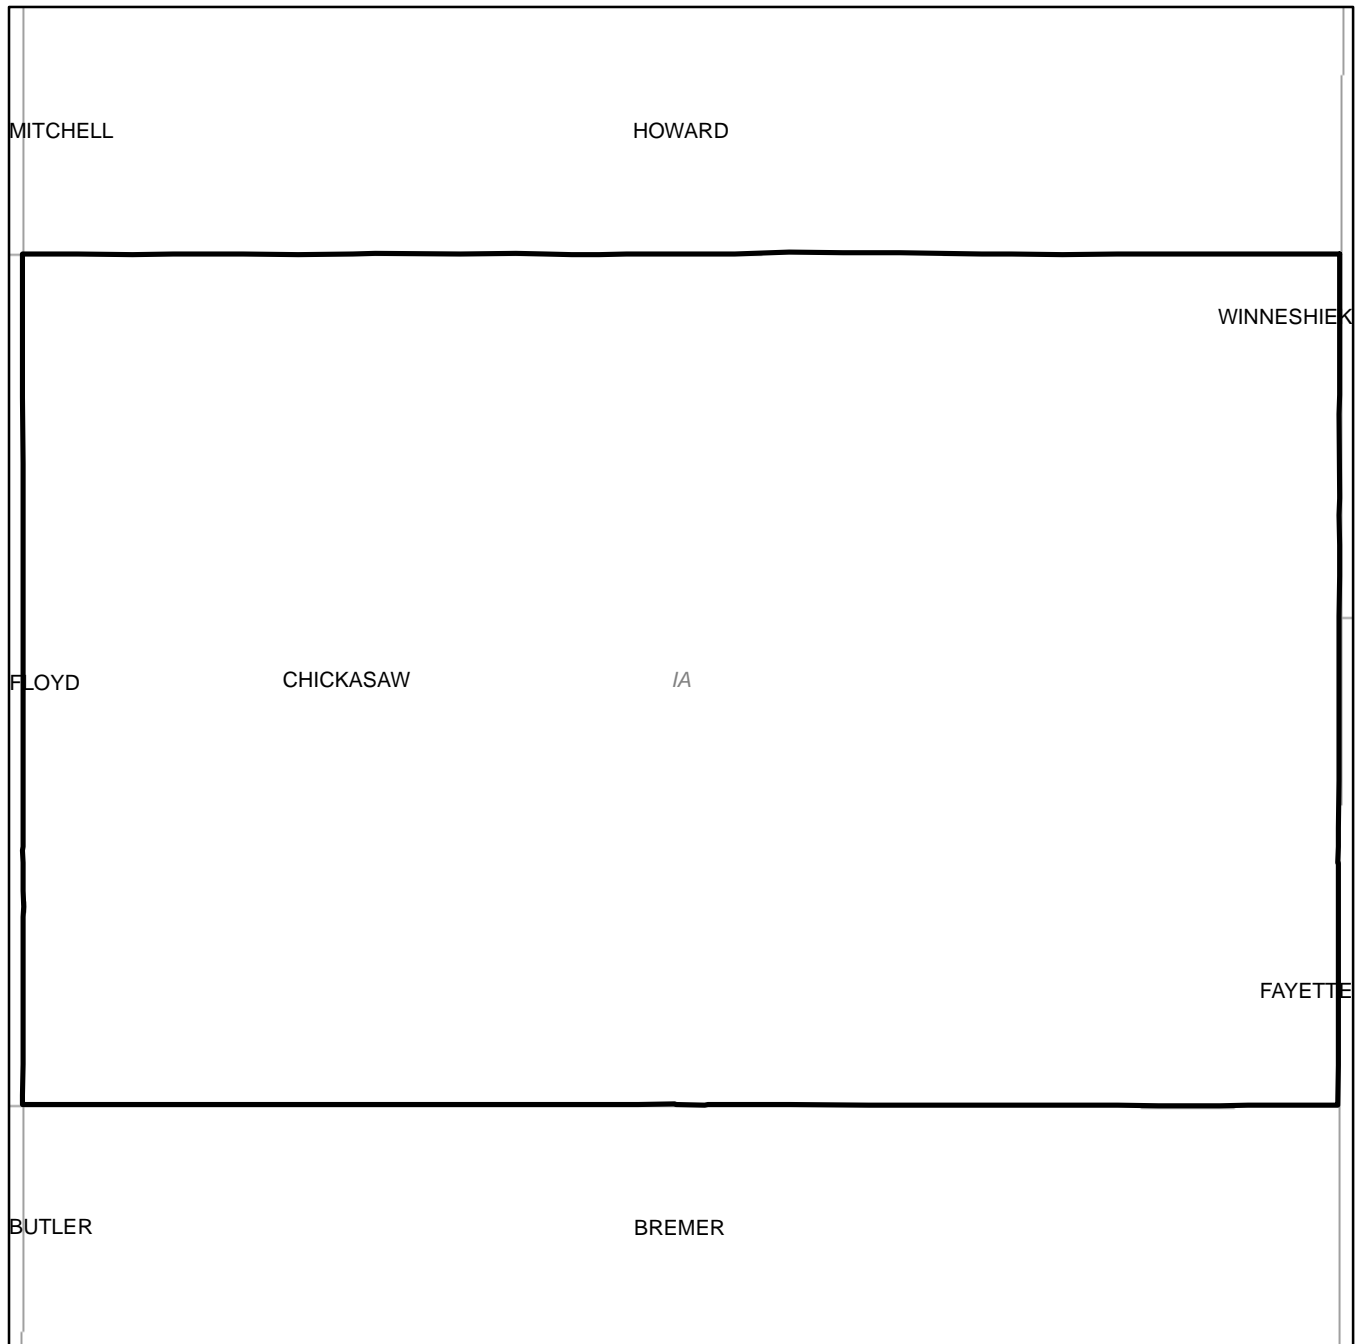 MITCHELL
HOWARD
WINNESHIEK
FLOYD
CHICKASAW
IA
FAYETTE
BUTLER
BREMER